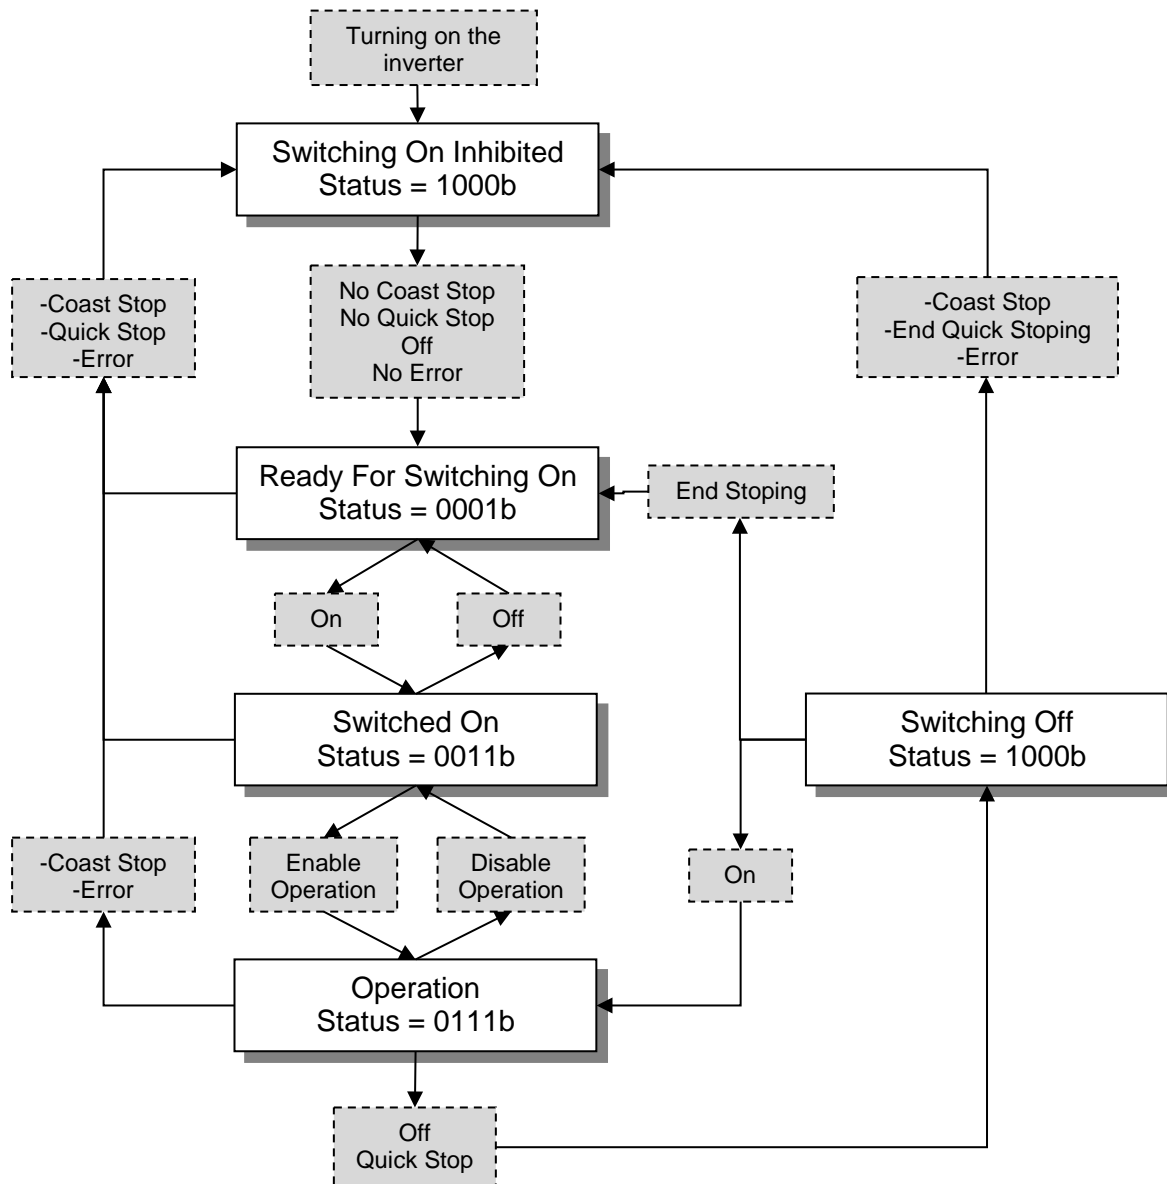 Turning on the
inverter
Switching On Inhibited
Status = 1000b
-Coast Stop
-Quick Stop
-Error
No Coast Stop
No Quick Stop
Off
No Error
-Coast Stop
-End Quick Stoping
-Error
Ready For Switching On
Status = 0001b
End Stoping
On
Off
Switched On
Status = 0011b
Switching Off
Status = 1000b
-Coast Stop
-Error
Enable
Operation
Disable
Operation
On
Operation
Status = 0111b
Off
Quick Stop